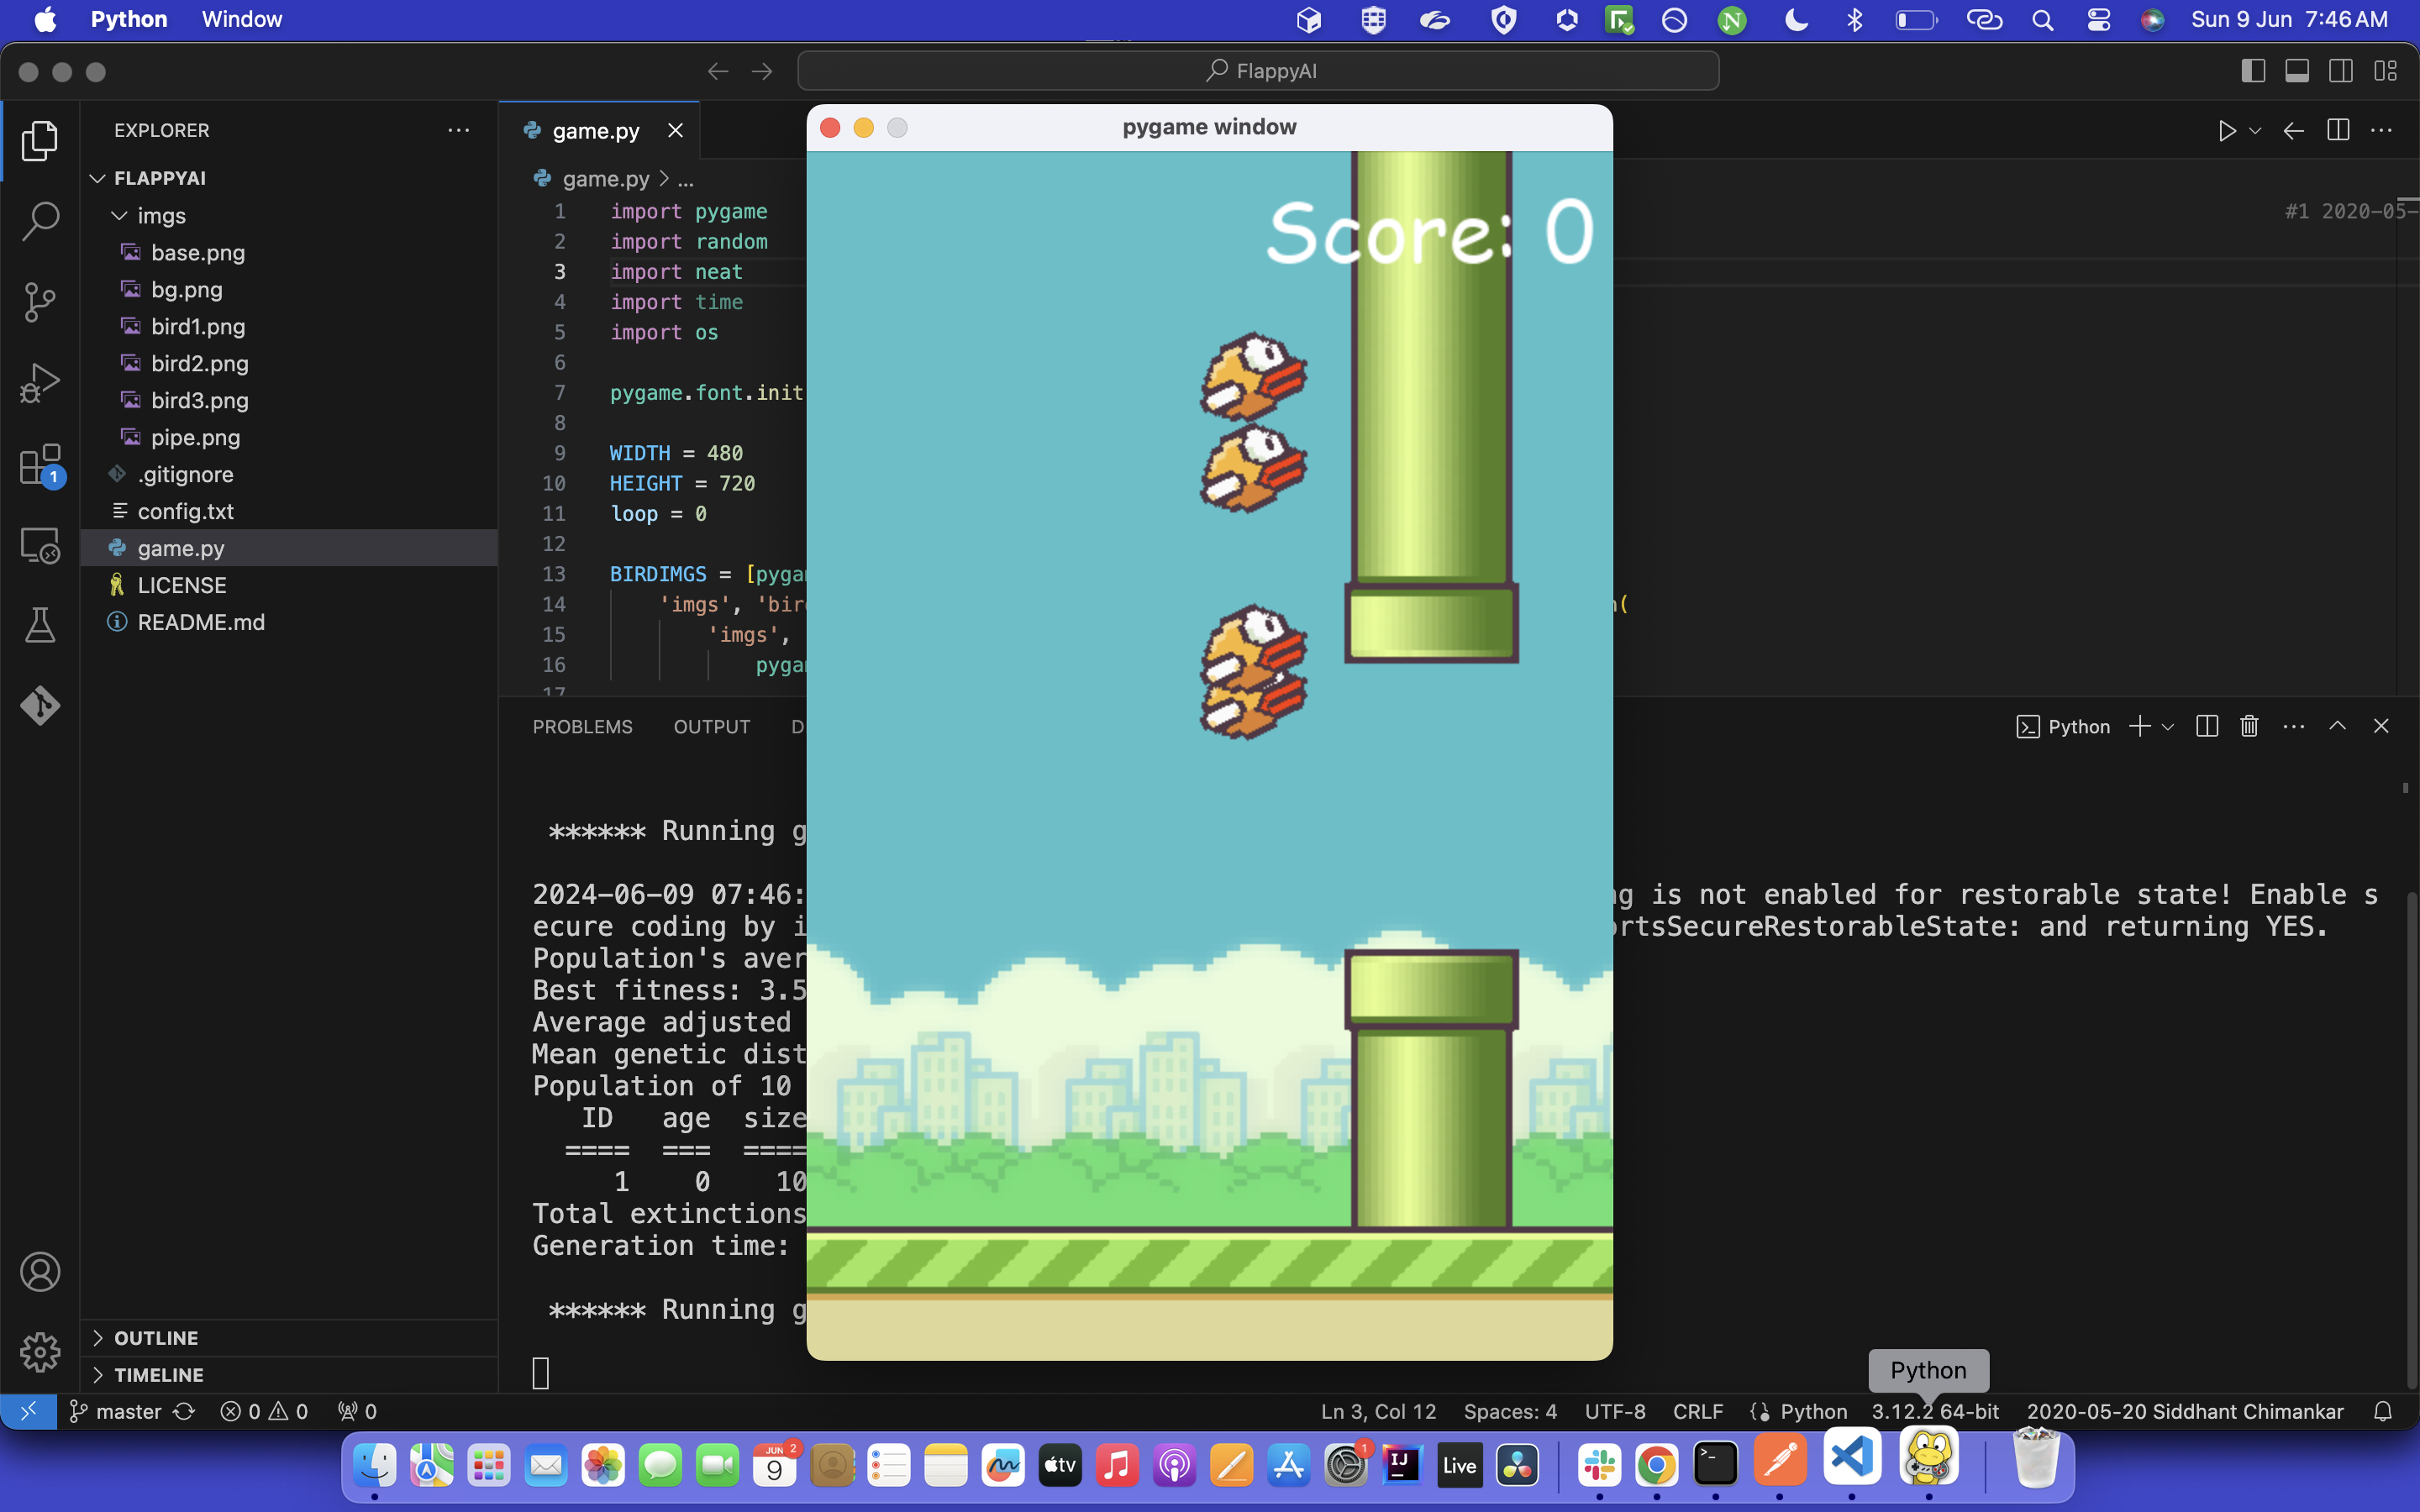 Python Window Sun 9 Jun 7:46 AM
FlappyAI
EXPLORER
FLAPPYAI
imgs
base.png
bg.png
bird1.png
bird2.png
bird3.png
pipe.png
.gitignore
config.txt
game.py
LICENSE
README.md
OUTLINE
TIMELINE
game.py
game.py > ...
1 import pygame
2 import random
3 import neat
4 import time
5 import os
6
7 pygame.font.init
8
9 WIDTH = 480
10 HEIGHT = 720
11 loop = 0
12
13 BIRDIMGS = [pygam
14 'imgs', 'bir
15 'imgs',
16 pygam
17
#1 2020-05-
(
pygame window
Score: 0
PROBLEMS OUTPUT D
Python
****** Running g
2024-06-09 07:46: ng is not enabled for restorable state! Enable s
ecure coding by i ortsSecureRestorableState: and returning YES.
Population's aver
Best fitness: 3.5
Average adjusted
Mean genetic dist
Population of 10
ID age size
==== === ====
1 0 10
Total extinctions
Generation time:
****** Running g
Python
1
master 0 0 0
Ln 3, Col 12 Spaces: 4 UTF-8 CRLF Python 3.12.2 64-bit 2020-05-20 Siddhant Chimankar
JUN 2
9
tv
1
IJ
Live